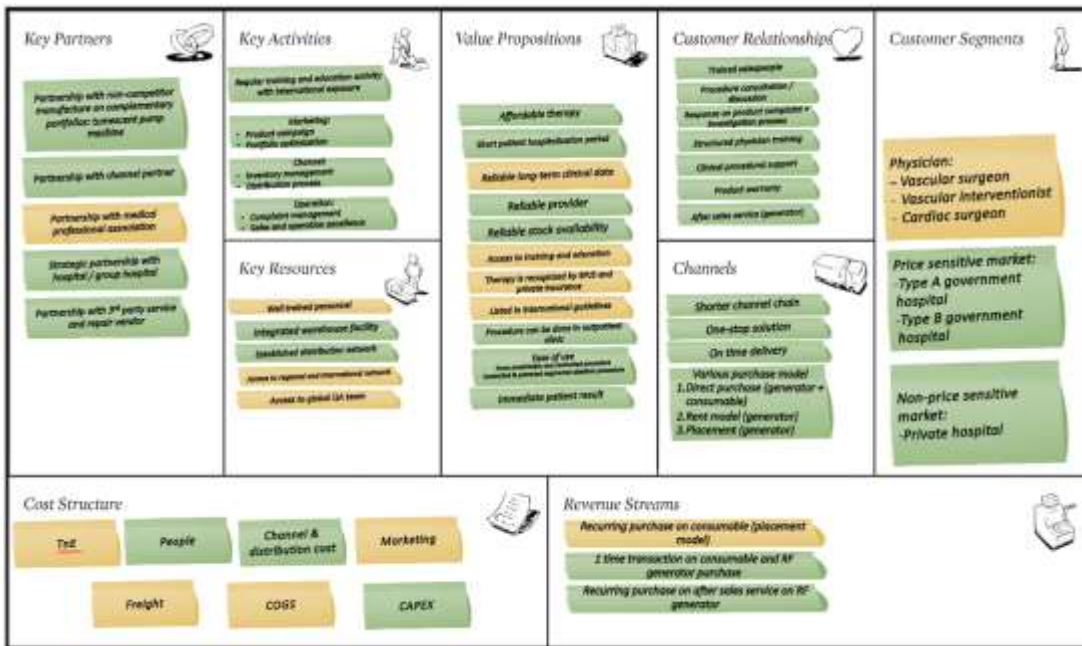 Key Partners
Partnership with non-competitor
manufacture on complementary
portfolio: tumescent pump
machine
Partnership with channel partner
Partnership with medical
professional association
Strategic partnership with
hospital / group hospital
Partnership with 3rd party service
and repair vendor
Key Activities
Regular training and education activity
with international exposure
Marketing:
- Product campaign
- Portfolio optimization
Channel:
- Inventory management
- Distribution process
Operation:
- Complaint management
- Sales and operation excellence
Key Resources
Well trained personnel
Integrated warehouse facility
Established distribution network
Access to regional and international network
Access to global QA team
Value Propositions
Affordable therapy
Short patient hospitalization period
Reliable long-term clinical data
Reliable provider
Reliable stock availability
Access to training and education
Therapy is recognized by and
private insurance
Listed in international guidelines
Procedure can be done in outpatient
clinic
Ease of use
Immediate patient result
Customer Relationships
Trained salespeople
Procedure consultation /
discussion
Response on product complaint +
investigation process
Structured physician training
Clinical procedural support
Product warranty
After sales service (generator)
Channels
Shorter channel chain
One-stop solution
On time delivery
Various purchase model
1. Direct purchase (generator +
consumable)
2. Rent model (generator)
3. Placement (generator)
Customer Segments
Physician:
- Vascular surgeon
- Vascular interventionist
- Cardiac surgeon
Price sensitive market:
-Type A government
hospital
-Type B government
hospital
Non-price sensitive
market:
-Private hospital
Cost Structure
TnE
People
Channel &
distribution cost
Marketing
Freight
COGS
CAPEX
Revenue Streams
Recurring purchase on consumable (placement
model)
1 time transaction on consumable and RF
generator purchase
Recurring purchase on after sales service on RF
generator